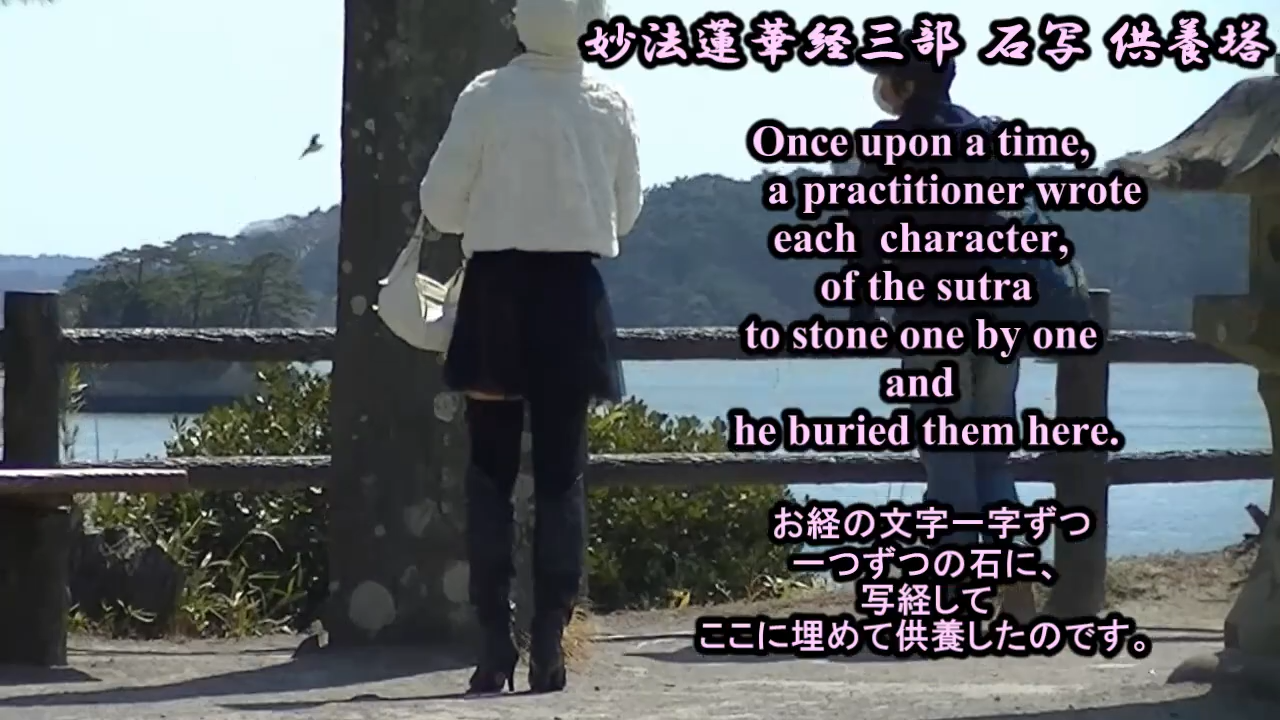 妙法蓮華経三部 石写 供養塔
Once upon a time,
a practitioner wrote
each character,
of the sutra
to stone one by one
and
he buried them here.
お経の文字一字ずつ
一つずつの石に、
写経して
ここに埋めて供養したのです。